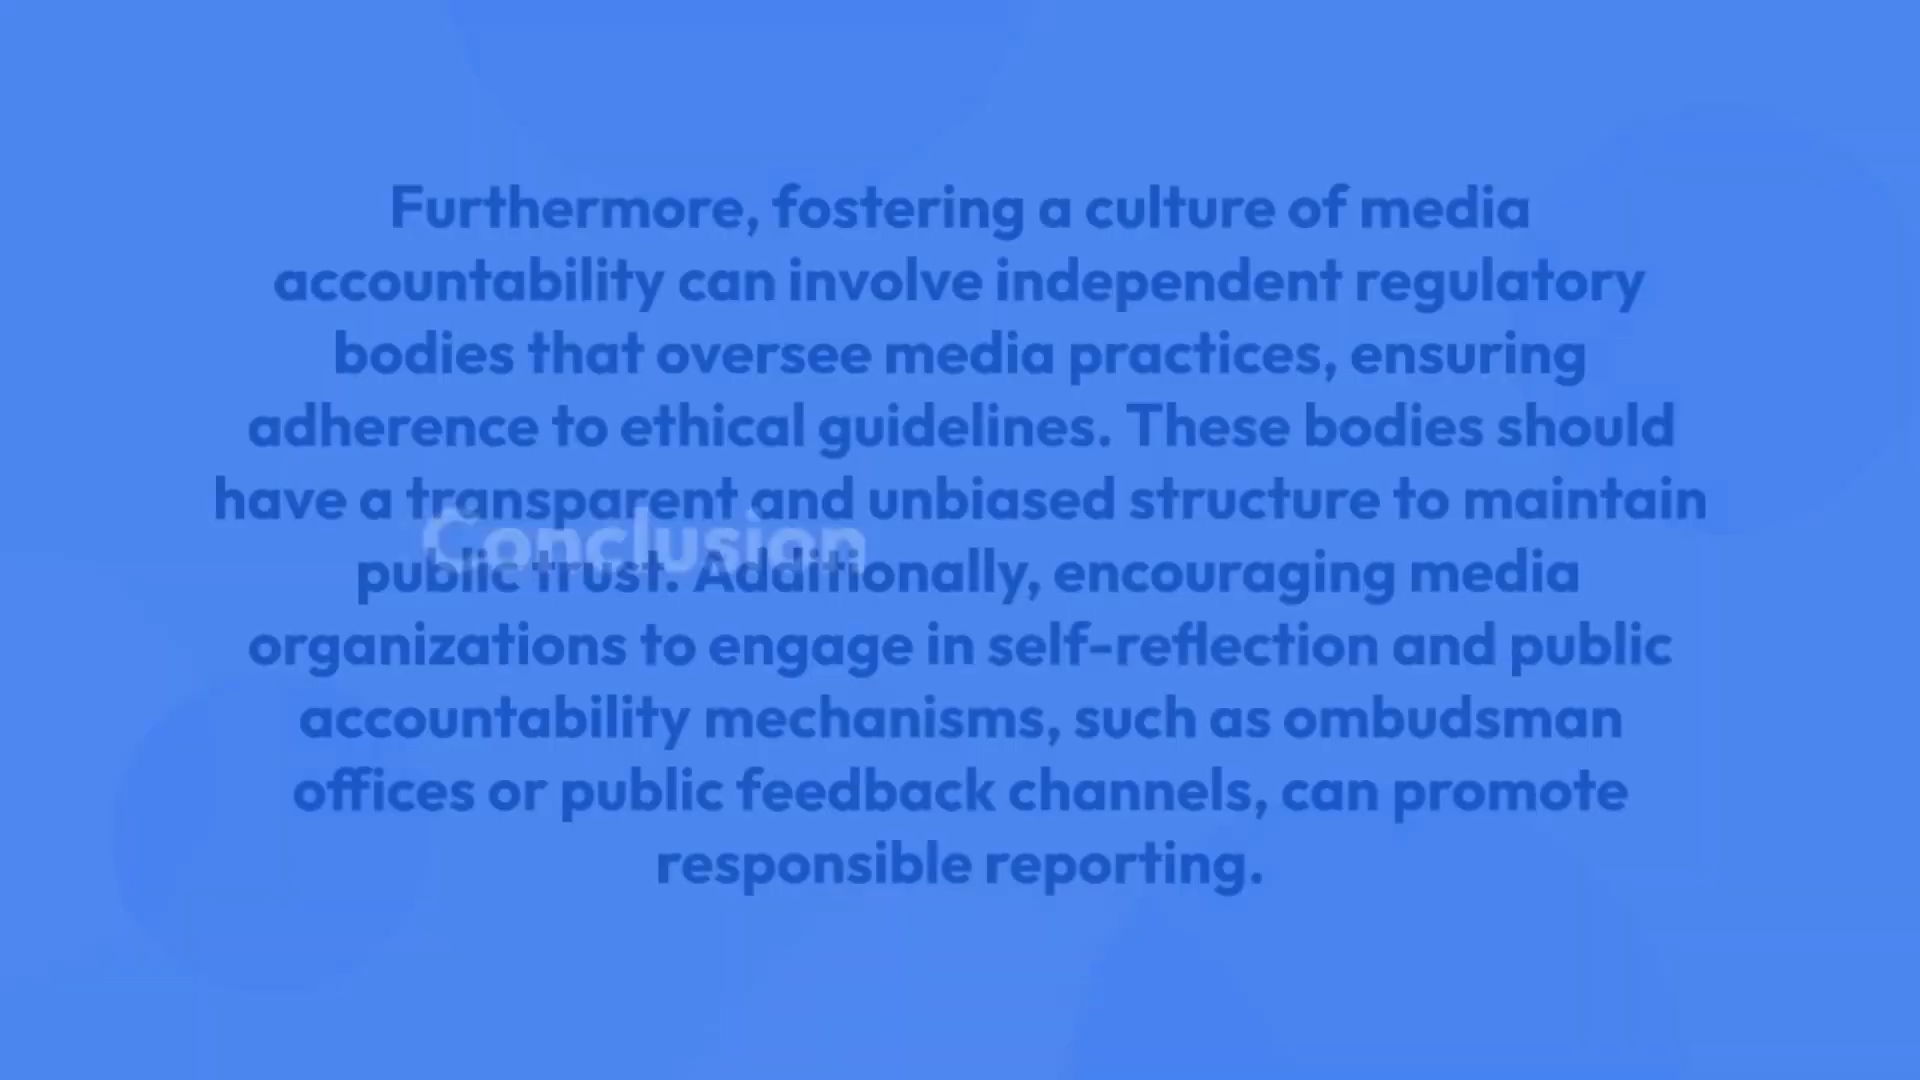 Furthermore, fostering a culture of media
accountability can involve independent regulatory
bodies that oversee media practices, ensuring
adherence to ethical guidelines. These bodies should
have a transparent and unbiased structure to maintain
Conclusion
public trust. Additionally, encouraging media
organizations to engage in self-reflection and public
accountability mechanisms, such as ombudsman
offices or public feedback channels, can promote
responsible reporting.